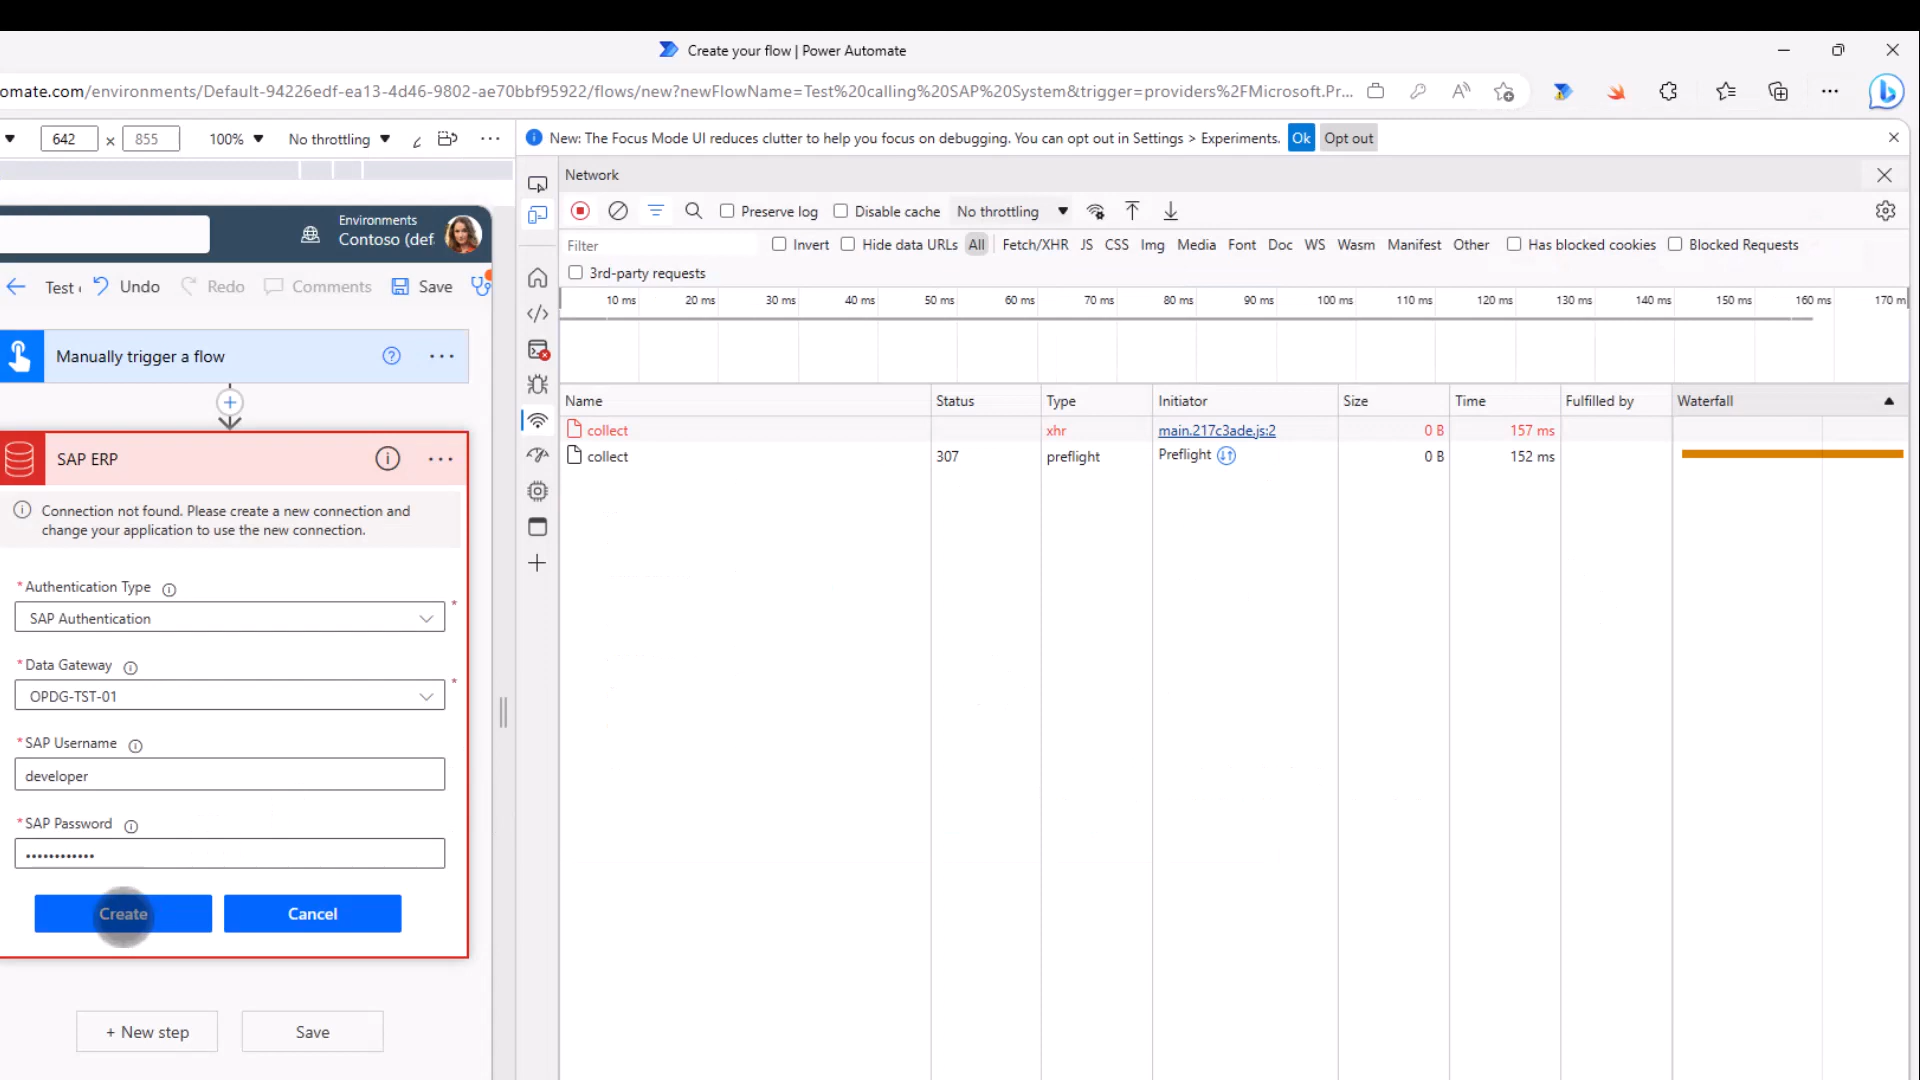 Create your flow | Power Automate
omate.com/environments/Default-94226edf-ea13-4d46-9802-ae70bbf95922/flows/new?newFlowName=Test%20calling%20SAP%20System&trigger=providers%2FMicrosoft.Pr...
642 x 855 100% No throttling
New: The Focus Mode UI reduces clutter to help you focus on debugging. You can opt out in Settings > Experiments. Ok Opt out
Network
Preserve log Disable cache No throttling
Filter Invert Hide data URLs All Fetch/XHR JS CSS Img Media Font Doc WS Wasm Manifest Other Has blocked cookies Blocked Requests
3rd-party requests
10 ms 20 ms 30 ms 40 ms 50 ms 60 ms 70 ms 80 ms 90 ms 100 ms 110 ms 120 ms 130 ms 140 ms 150 ms 160 ms 170 m
Name Status Type Initiator Size Time Fulfilled by Waterfall
collect xhr main.217c3ade.js:2 0 B 157 ms
collect 307 preflight Preflight 0 B 152 ms
Environments
Contoso (def
Test Undo Redo Comments Save
Manually trigger a flow
SAP ERP
Connection not found. Please create a new connection and
change your application to use the new connection.
*Authentication Type
SAP Authentication *
*Data Gateway
OPDG-TST-01 *
*SAP Username
developer
*SAP Password
••••••••••••
Create Cancel
+ New step Save